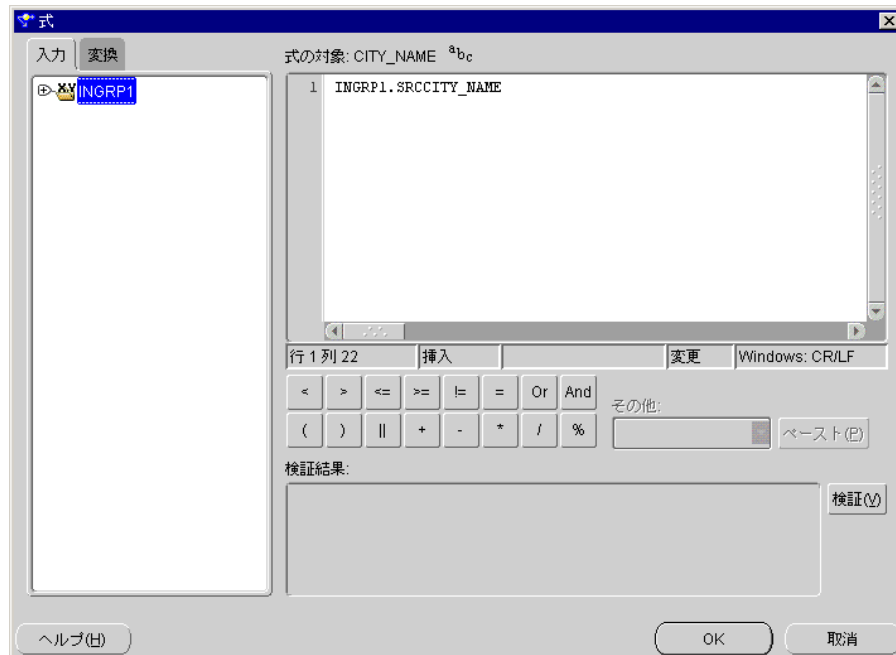 式
入力 変換
式の対象: CITY_NAME abc
INGRP1
1 INGRP1.SRCCITY_NAME
行 1 列 22 挿入 変更 Windows: CR/LF
< > <= >= != = Or And
その他:
( ) || + - * / %
ペースト(P)
検証結果:
検証(V)
ヘルプ(H) OK 取消